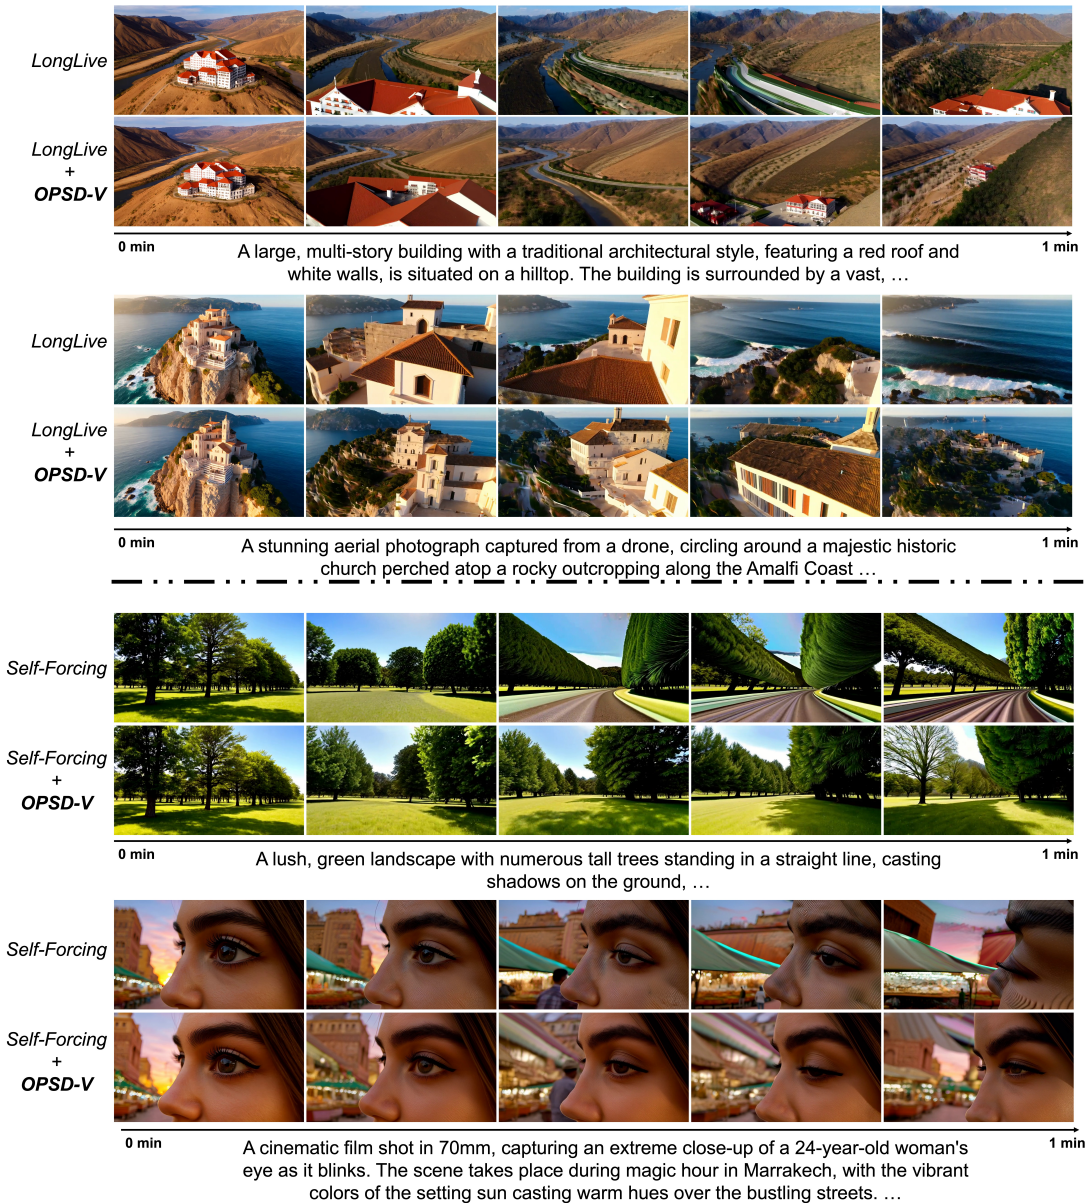 LongLive
LongLive
+
OPSD-V
0 min
1 min
A large, multi-story building with a traditional architectural style, featuring a red roof and
white walls, is situated on a hilltop. The building is surrounded by a vast, …
LongLive
LongLive
+
OPSD-V
0 min
1 min
A stunning aerial photograph captured from a drone, circling around a majestic historic
church perched atop a rocky outcropping along the Amalfi Coast …
Self-Forcing
Self-Forcing
+
OPSD-V
0 min
1 min
A lush, green landscape with numerous tall trees standing in a straight line, casting
shadows on the ground, …
Self-Forcing
Self-Forcing
+
OPSD-V
0 min
1 min
A cinematic film shot in 70mm, capturing an extreme close-up of a 24-year-old woman's
eye as it blinks. The scene takes place during magic hour in Marrakech, with the vibrant
colors of the setting sun casting warm hues over the bustling streets. …